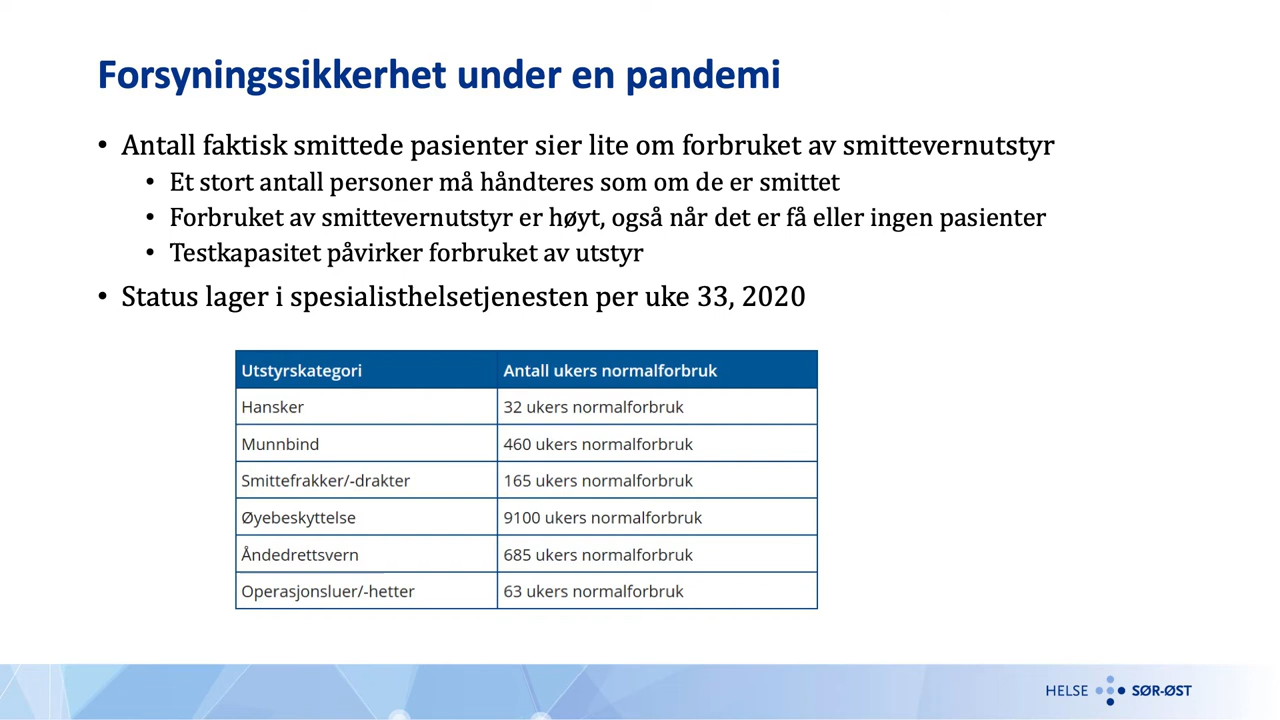 Forsyningssikkerhet under en pandemi
• Antall faktisk smittede pasienter sier lite om forbruket av smittevernutstyr
• Et stort antall personer må håndteres som om de er smittet
• Forbruket av smittevernutstyr er høyt, også når det er få eller ingen pasienter
• Testkapasitet påvirker forbruket av utstyr
• Status lager i spesialisthelsetjenesten per uke 33, 2020
Utstyrskategori Antall ukers normalforbruk
Hansker 32 ukers normalforbruk
Munnbind 460 ukers normalforbruk
Smittefrakker/-drakter 165 ukers normalforbruk
Øyebeskyttelse 9100 ukers normalforbruk
Åndedrettsvern 685 ukers normalforbruk
Operasjonsluer/-hetter 63 ukers normalforbruk
HELSE SØR-ØST